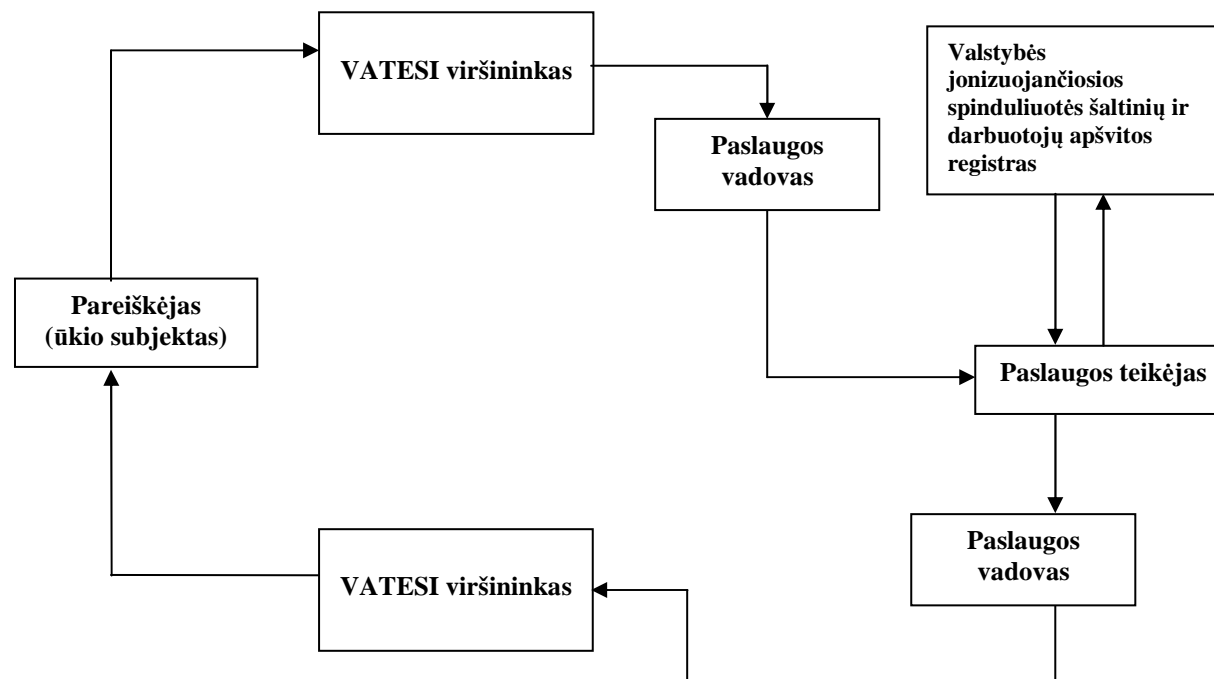 VATESI viršininkas
Valstybės
jonizuojančiosios
spinduliuotės šaltinių ir
darbuotojų apšvitos
registras
Paslaugos
vadovas
Pareiškėjas
(ūkio subjektas)
Paslaugos teikėjas
Paslaugos
vadovas
VATESI viršininkas